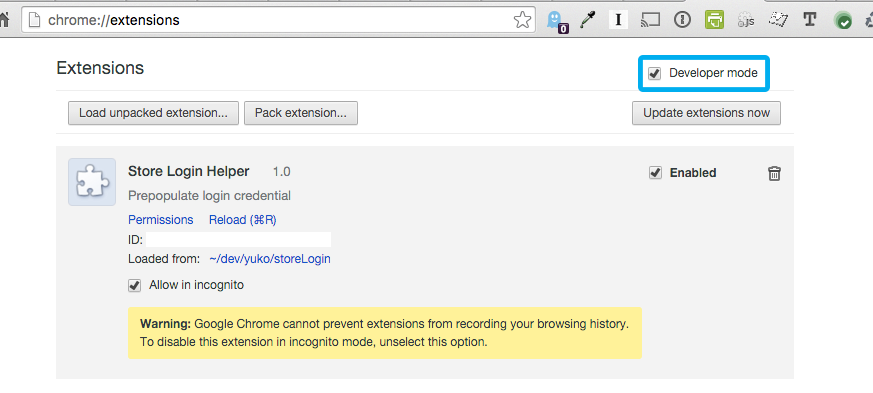 chrome://extensions
0
I
js
T
Extensions
Developer mode
Load unpacked extension...
Pack extension...
Update extensions now
Store Login Helper 1.0
Enabled
Prepopulate login credential
Permissions Reload (⌘R)
ID:
Loaded from: ~/dev/yuko/storeLogin
Allow in incognito
Warning: Google Chrome cannot prevent extensions from recording your browsing history.
To disable this extension in incognito mode, unselect this option.